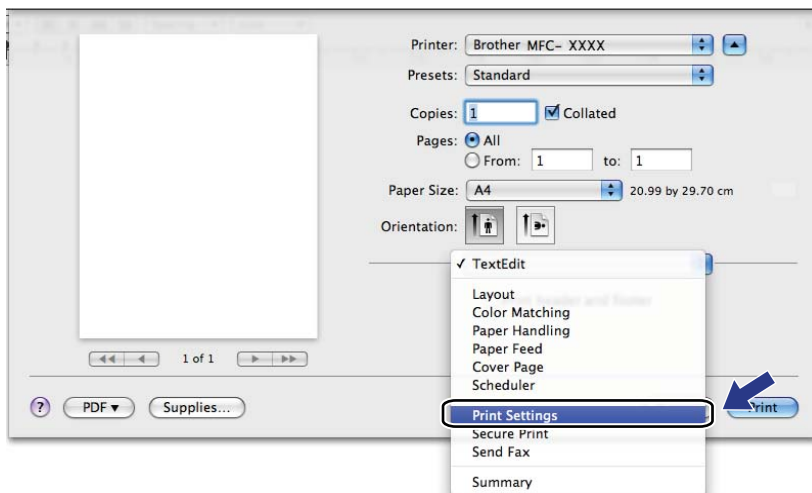 Printer: Brother MFC- XXXX
Presets: Standard
Copies: 1 Collated
Pages: All
From: 1 to: 1
Paper Size: A4 20.99 by 29.70 cm
Orientation:
✓ TextEdit
Layout
Color Matching
Paper Handling
Paper Feed
Cover Page
Scheduler
Print Settings
Secure Print
Send Fax
Summary
1 of 1
? PDF ▼ Supplies... Print